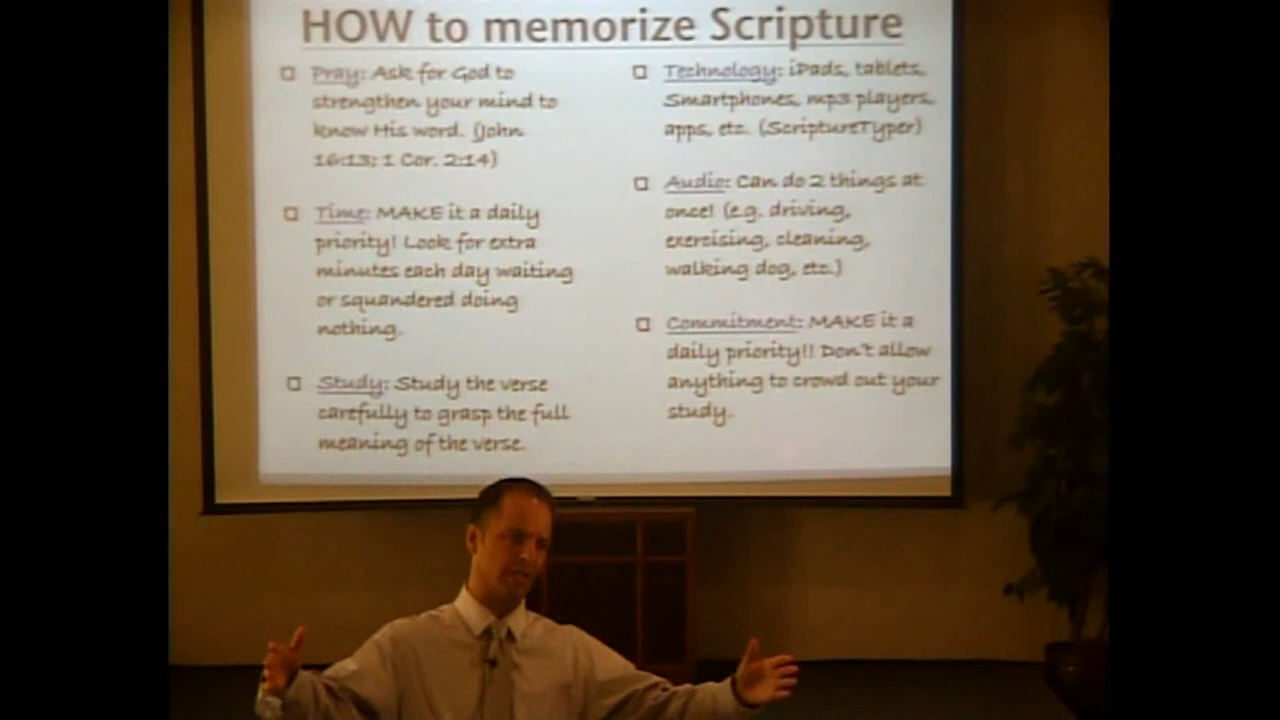 HOW to memorize Scripture
☐ Pray: Ask for God to
strengthen your mind to
know His word. (John
16:13; 1 Cor. 2:14)
☐ Time: MAKE it a daily
priority! Look for extra
minutes each day waiting
or squandered doing
nothing.
☐ Study: Study the verse
carefully to grasp the full
meaning of the verse.
☐ Technology: iPads, tablets,
Smartphones, mp3 players,
apps, etc. (ScriptureTyper)
☐ Audio: Can do 2 things at
once! (e.g. driving,
exercising, cleaning,
walking dog, etc.)
☐ Commitment: MAKE it a
daily priority!! Don't allow
anything to crowd out your
study.